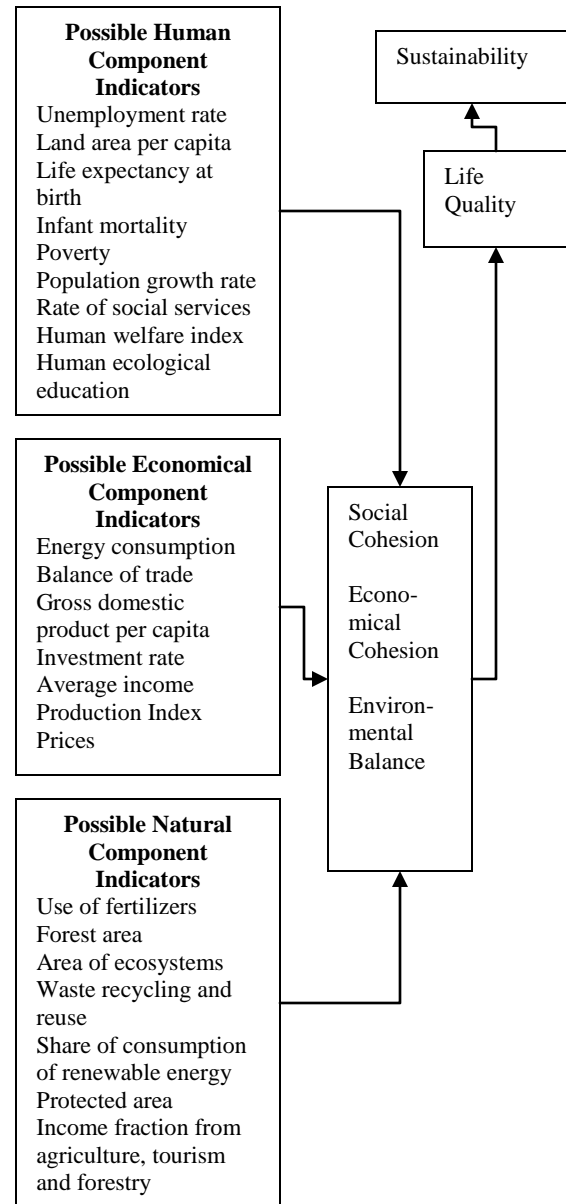 Possible Human
Component
Indicators
Unemployment rate
Land area per capita
Life expectancy at
birth
Infant mortality
Poverty
Population growth rate
Rate of social services
Human welfare index
Human ecological
education
Possible Economical
Component
Indicators
Energy consumption
Balance of trade
Gross domestic
product per capita
Investment rate
Average income
Production Index
Prices
Possible Natural
Component
Indicators
Use of fertilizers
Forest area
Area of ecosystems
Waste recycling and
reuse
Share of consumption
of renewable energy
Protected area
Income fraction from
agriculture, tourism
and forestry
Social
Cohesion
Econo-
mical
Cohesion
Environ-
mental
Balance
Life
Quality
Sustainability